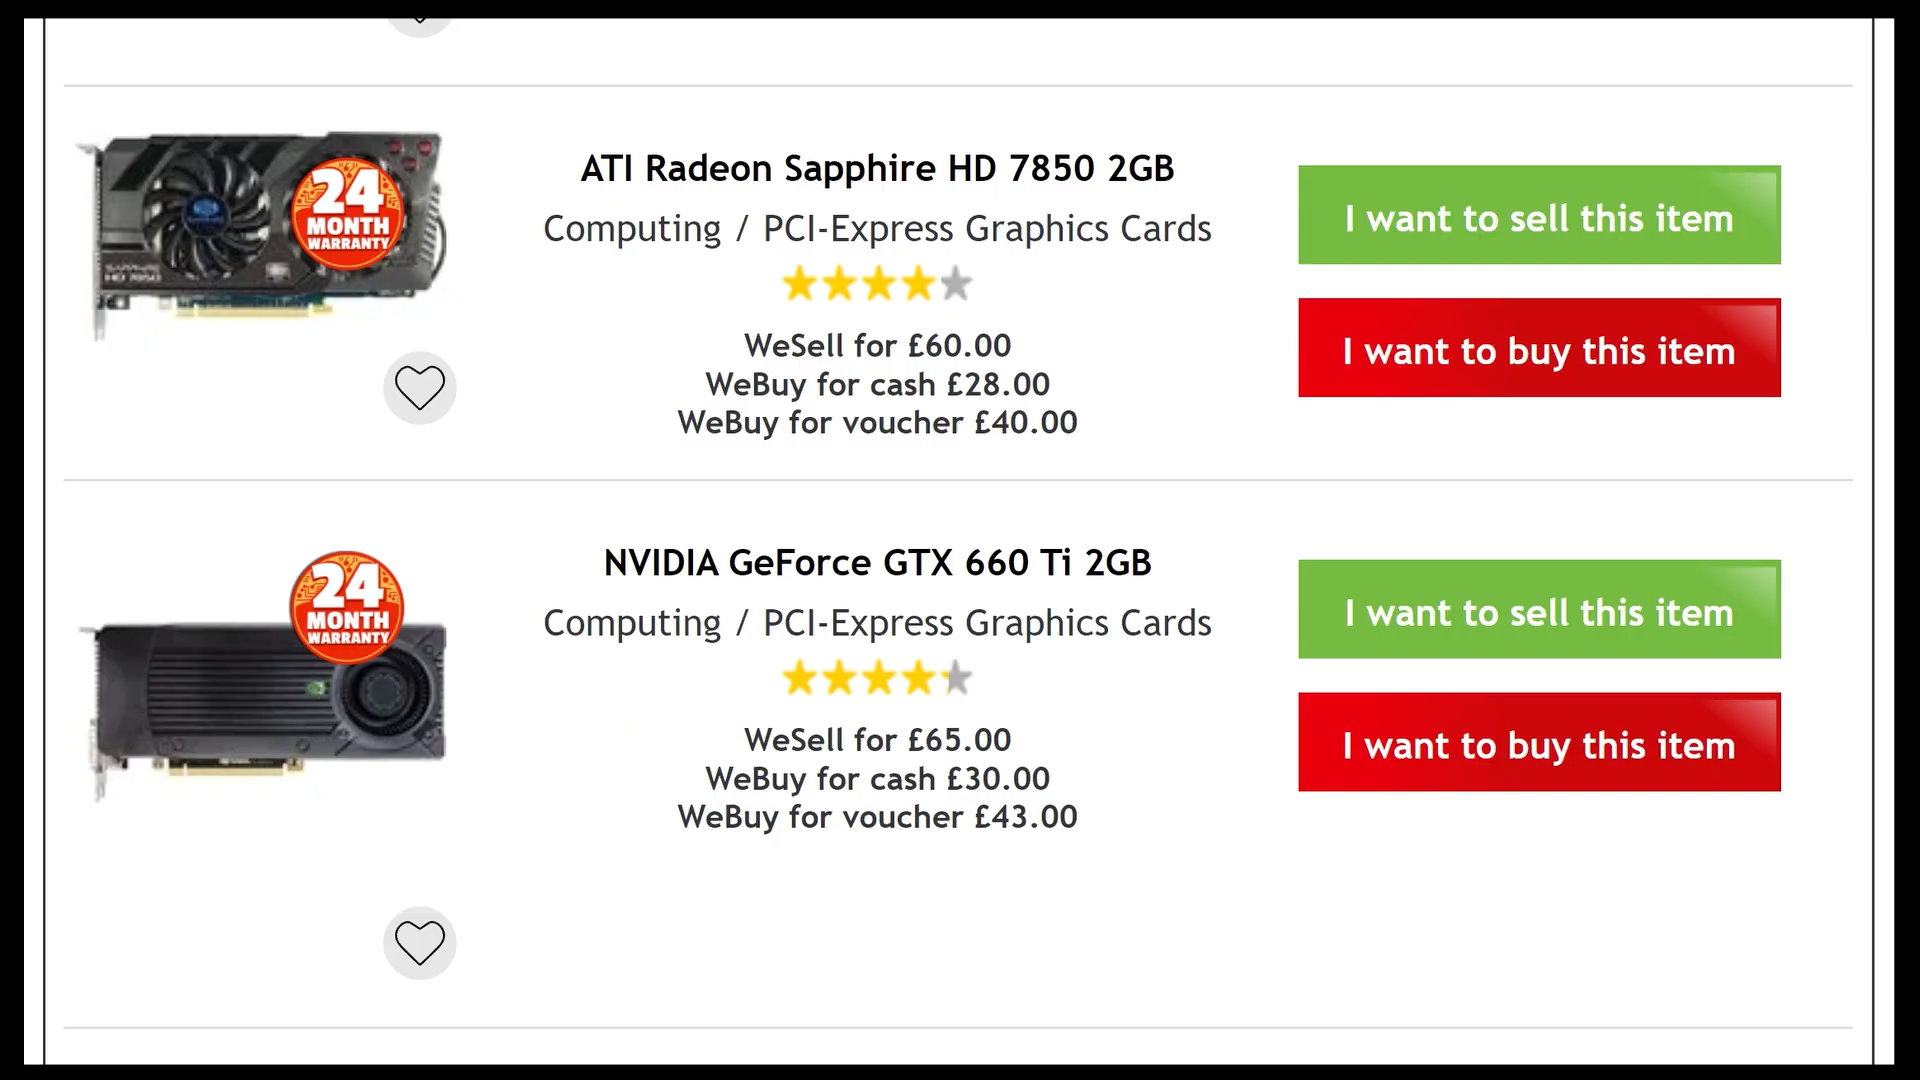 24
MONTH
WARRANTY
SAPPHIRE
HD 7850
ATI Radeon Sapphire HD 7850 2GB
Computing / PCI-Express Graphics Cards
WeSell for £60.00
WeBuy for cash £28.00
WeBuy for voucher £40.00
I want to sell this item
I want to buy this item
24
MONTH
WARRANTY
NVIDIA GeForce GTX 660 Ti 2GB
Computing / PCI-Express Graphics Cards
WeSell for £65.00
WeBuy for cash £30.00
WeBuy for voucher £43.00
I want to sell this item
I want to buy this item